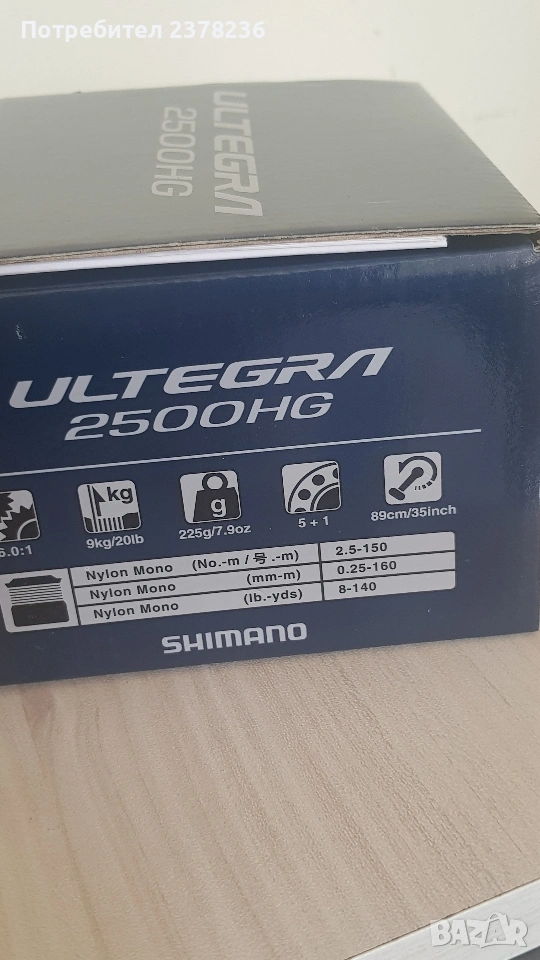 Потребител 2378236
ULTEGRA
2500HG
ULTEGRA
2500HG
6.0:1
kg
9kg/20lb
g
225g/7.9oz
5 + 1
89cm/35inch
Nylon Mono (No.-m / 号.-m) 2.5-150
Nylon Mono (mm-m) 0.25-160
Nylon Mono (lb.-yds) 8-140
SHIMANO
BAZAR